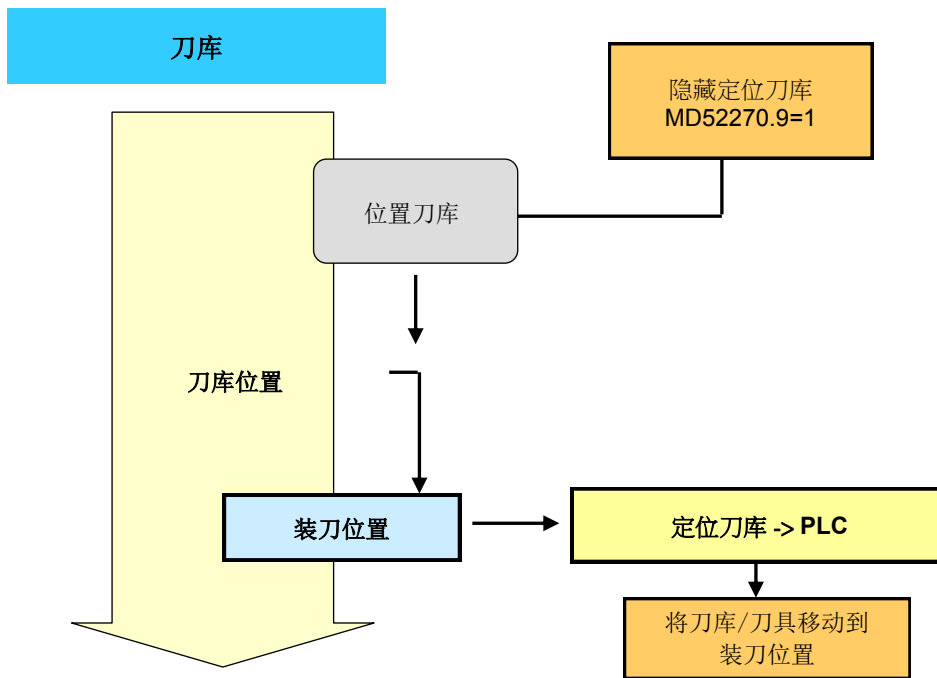 刀库
隐藏定位刀库
MD52270.9=1
位置刀库
刀库位置
装刀位置
定位刀库 -> PLC
将刀库/刀具移动到
装刀位置